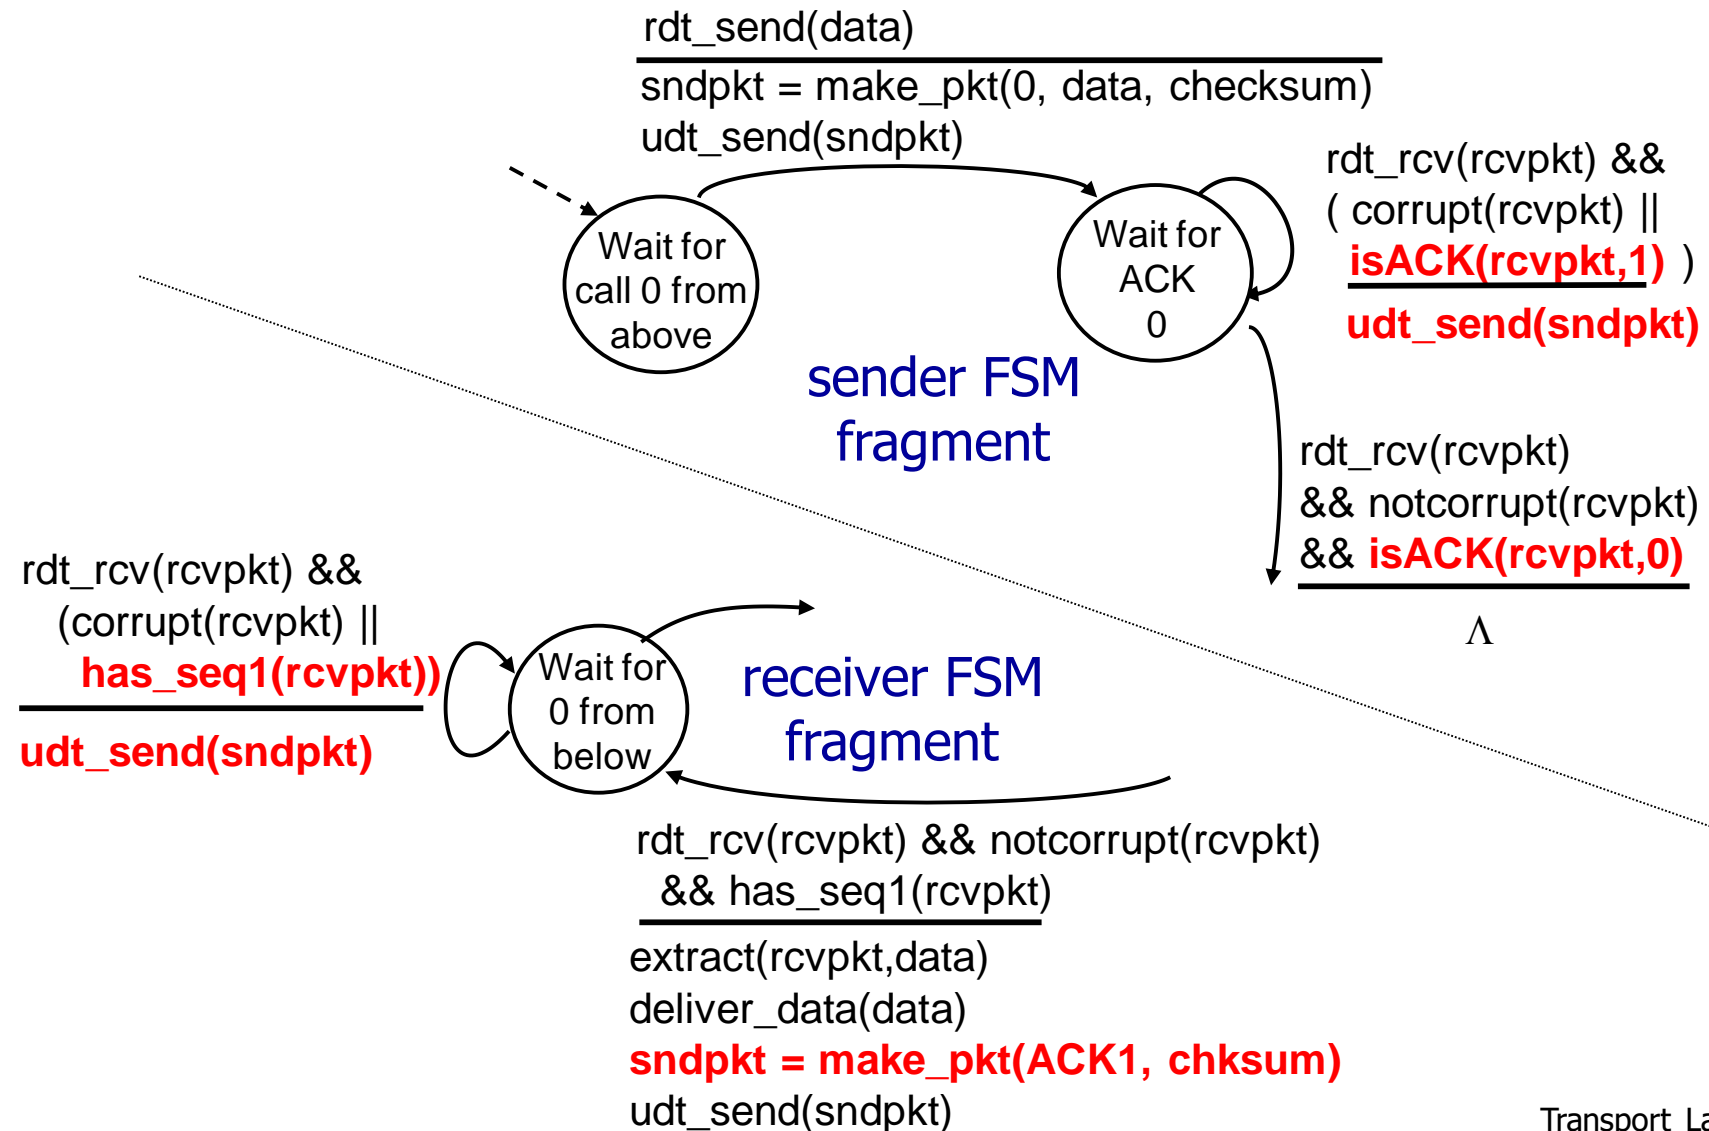 rdt_send(data)
sndpkt = make_pkt(0, data, checksum)
udt_send(sndpkt)
rdt_rcv(rcvpkt) &&
( corrupt(rcvpkt) ||
isACK(rcvpkt,1) )
udt_send(sndpkt)
Wait for
call 0 from
above
Wait for
ACK
0
sender FSM
fragment
rdt_rcv(rcvpkt)
&& notcorrupt(rcvpkt)
&& isACK(rcvpkt,0)
Λ
rdt_rcv(rcvpkt) &&
(corrupt(rcvpkt) ||
has_seq1(rcvpkt))
udt_send(sndpkt)
Wait for
0 from
below
receiver FSM
fragment
rdt_rcv(rcvpkt) && notcorrupt(rcvpkt)
&& has_seq1(rcvpkt)
extract(rcvpkt,data)
deliver_data(data)
sndpkt = make_pkt(ACK1, chksum)
udt_send(sndpkt)
Transport La